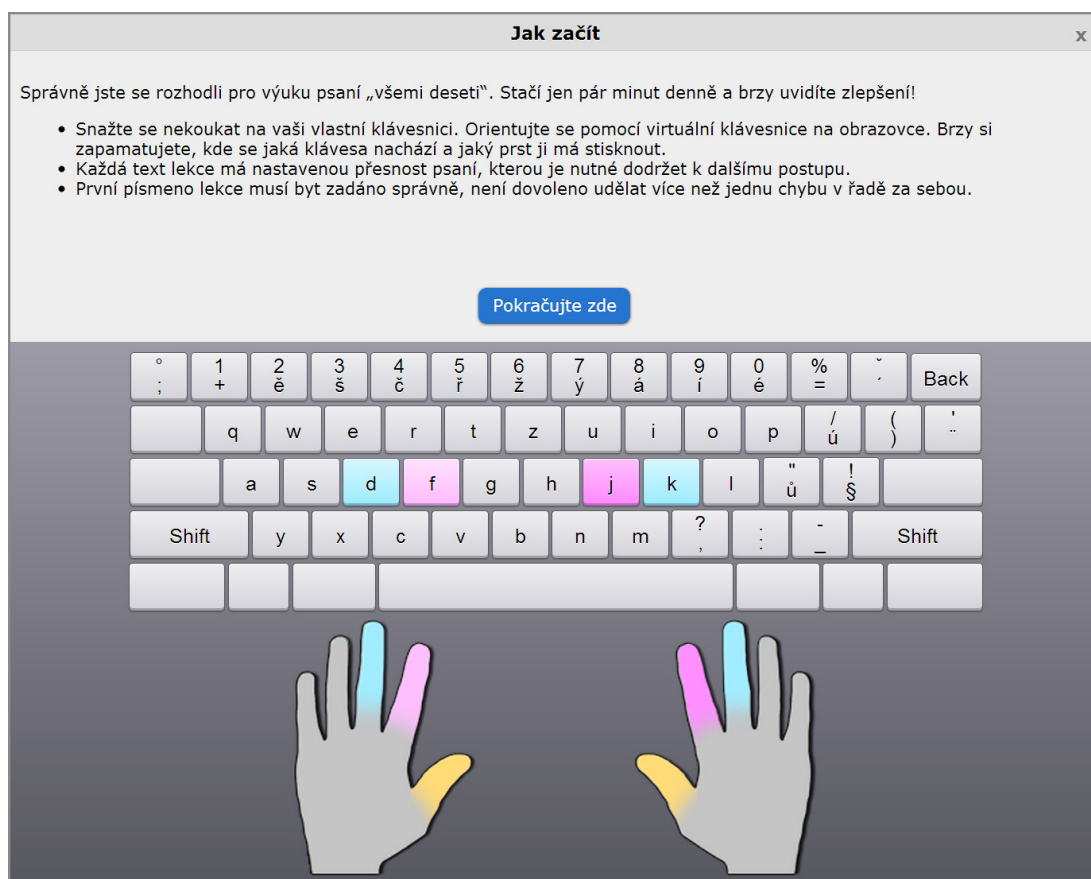 Jak začít
x
Správně jste se rozhodli pro výuku psaní „všemi deseti“. Stačí jen pár minut denně a brzy uvidíte zlepšení!
• Snažte se nekoukat na vaši vlastní klávesnici. Orientujte se pomocí virtuální klávesnice na obrazovce. Brzy si
zapamatujete, kde se jaká klávesa nachází a jaký prst ji má stisknout.
• Každá text lekce má nastavenou přesnost psaní, kterou je nutné dodržet k dalšímu postupu.
• První písmeno lekce musí byt zadáno správně, není dovoleno udělat více než jednu chybu v řadě za sebou.
Pokračujte zde
° 1 2 3 4 5 6 7 8 9 0 % ˇ
; + ě š č ř ž ý á í é = ´ Back
q w e r t z u i o p / ú ( ) ' ¨
a s d f g h j k l " ů ! §
Shift y x c v b n m ? , . : - _ Shift